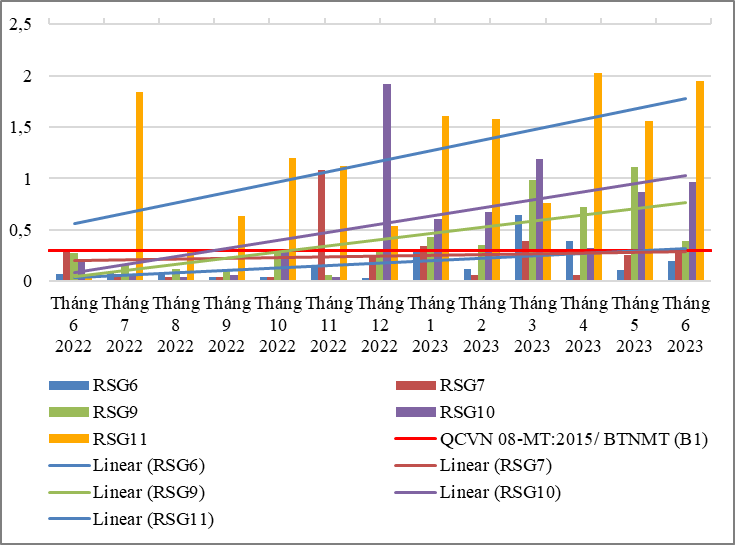 2,5
2
1,5
1
0,5
0
Tháng Tháng Tháng Tháng Tháng Tháng Tháng Tháng Tháng Tháng Tháng Tháng Tháng
6 7 8 9 10 11 12 1 2 3 4 5 6
2022 2022 2022 2022 2022 2022 2022 2023 2023 2023 2023 2023 2023
RSG6 RSG7
RSG9 RSG10
RSG11 QCVN 08-MT:2015/ BTNMT (B1)
Linear (RSG6) Linear (RSG7)
Linear (RSG9) Linear (RSG10)
Linear (RSG11)